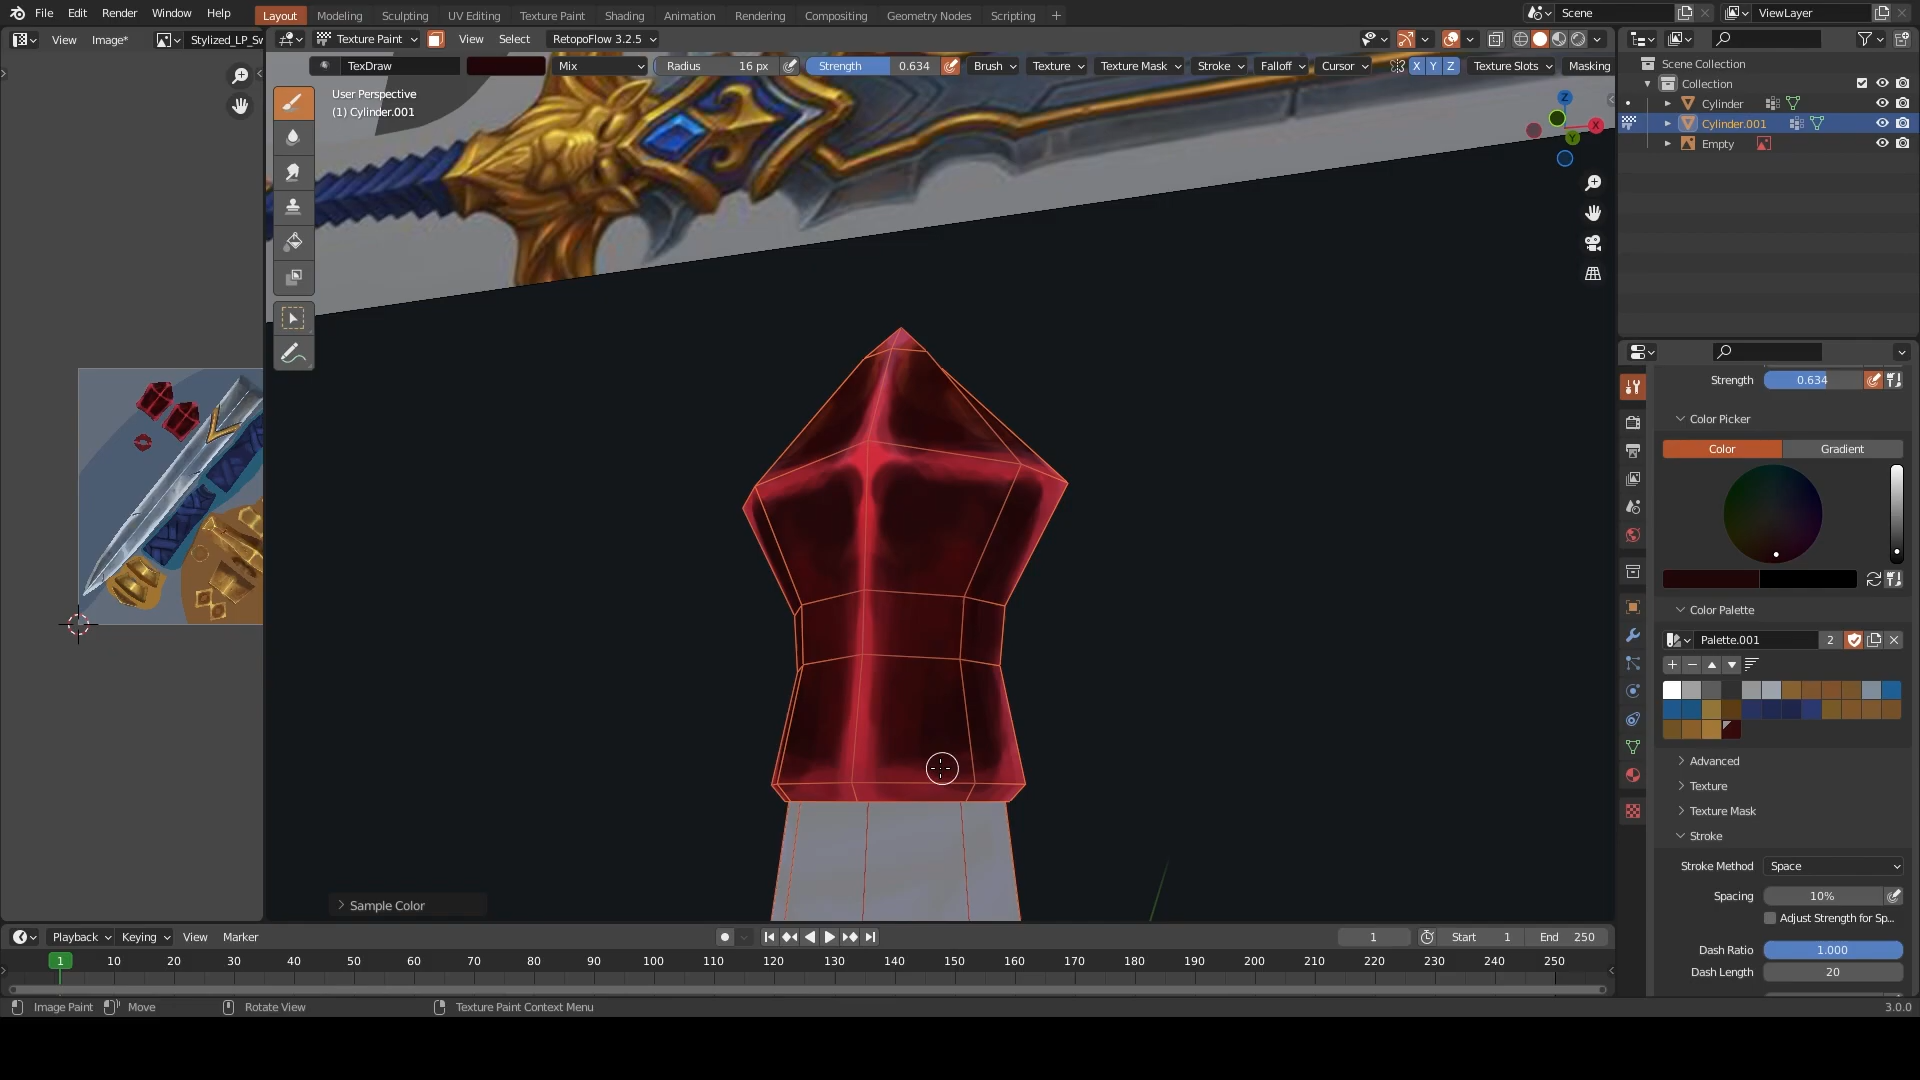 File Edit Render Window Help Layout Modeling Sculpting UV Editing Texture Paint Shading Animation Rendering Compositing Geometry Nodes Scripting + Scene ViewLayer
View Image* Stylized_LP_Sw Texture Paint View Select RetopoFlow 3.2.5
TexDraw Mix Radius 16 px Strength 0.634 Brush Texture Texture Mask Stroke Falloff Cursor X Y Z Texture Slots Masking
User Perspective
(1) Cylinder.001
Z
X
Y
Scene Collection
Collection
Cylinder
Cylinder.001
Empty
Strength 0.634
Color Picker
Color Gradient
Color Palette
Palette.001 2
Advanced
Texture
Texture Mask
Stroke
Stroke Method Space
Spacing 10%
Adjust Strength for Sp...
Dash Ratio 1.000
Dash Length 20
Sample Color
Playback Keying View Marker 1 Start 1 End 250
1 10 20 30 40 50 60 70 80 90 100 110 120 130 140 150 160 170 180 190 200 210 220 230 240 250
Image Paint Move Rotate View Texture Paint Context Menu 3.0.0